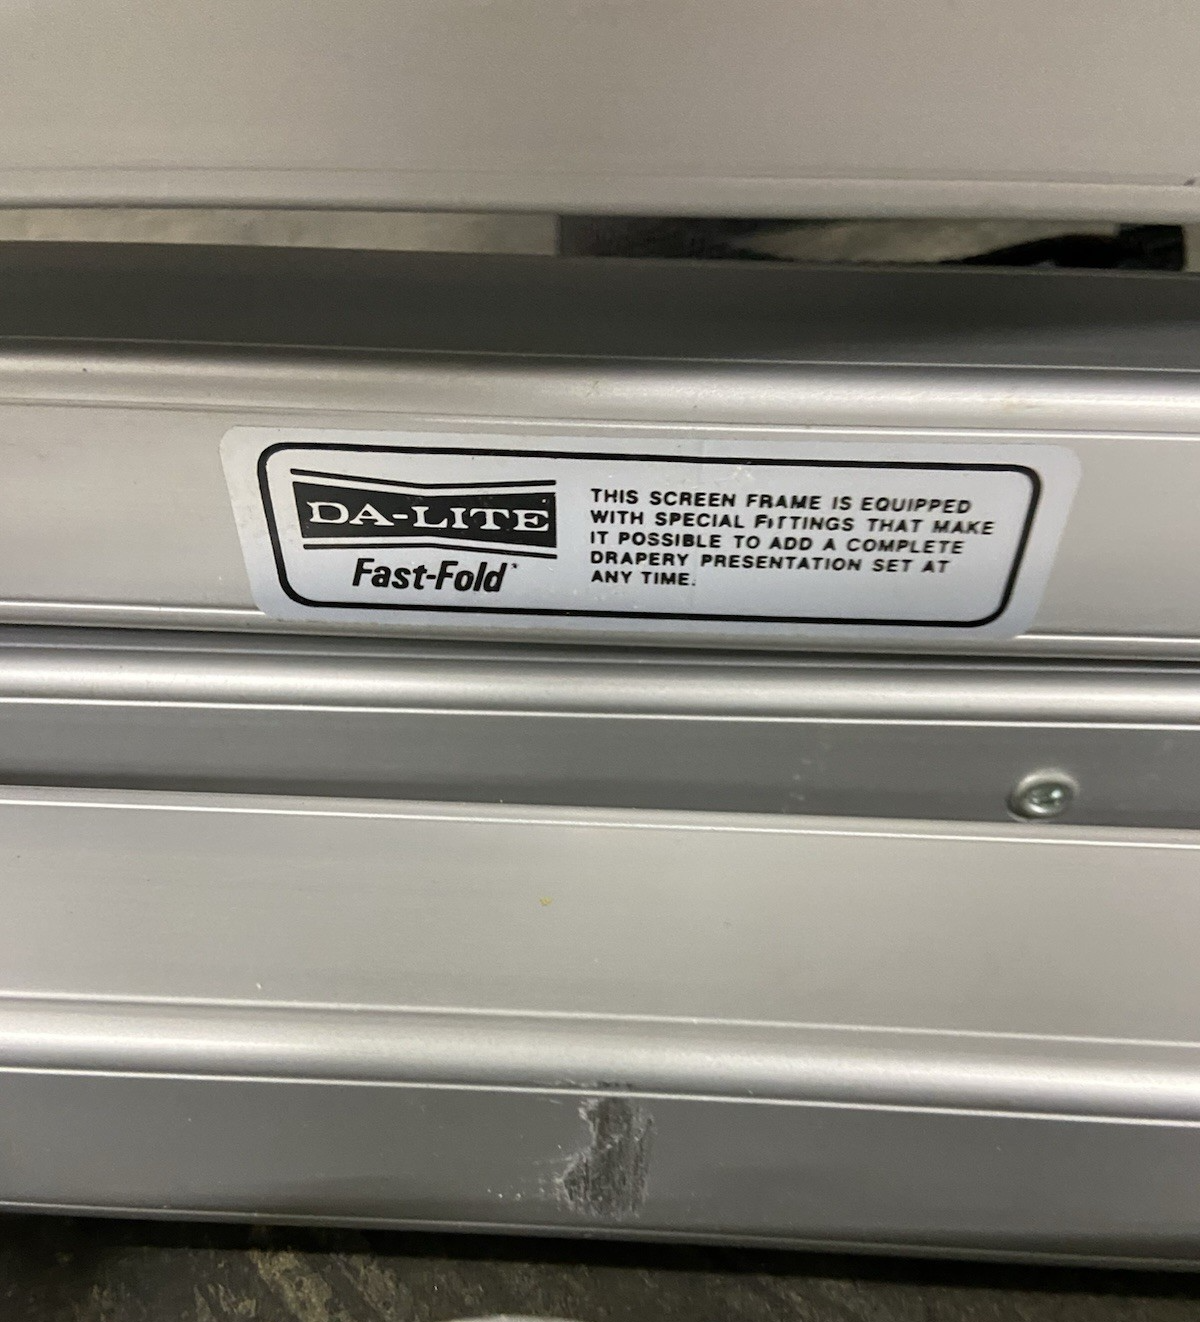 DA-LITE
Fast-Fold
THIS SCREEN FRAME IS EQUIPPED
WITH SPECIAL FITTINGS THAT MAKE
IT POSSIBLE TO ADD A COMPLETE
DRAPERY PRESENTATION SET AT
ANY TIME.